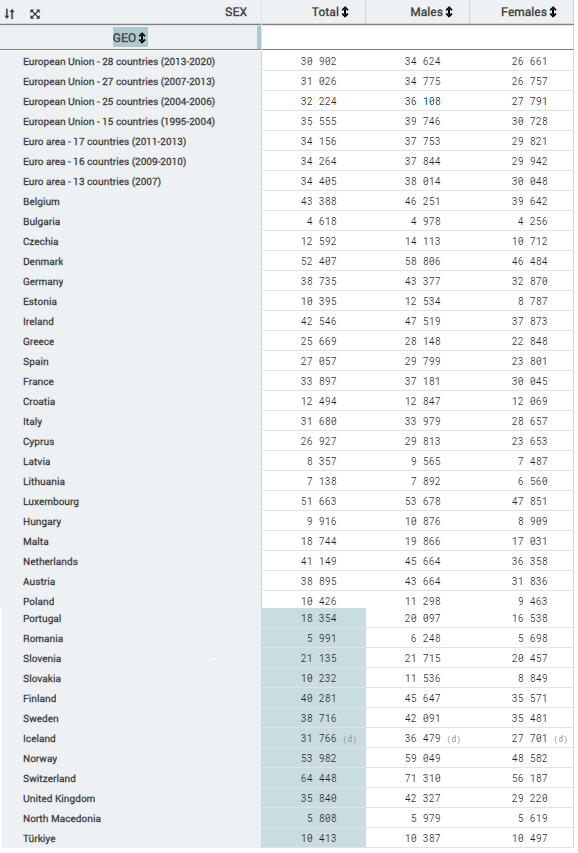 SEX Total Males Females
GEO
European Union - 28 countries (2013-2020) 30 902 34 624 26 661
European Union - 27 countries (2007-2013) 31 026 34 775 26 757
European Union - 25 countries (2004-2006) 32 224 36 108 27 791
European Union - 15 countries (1995-2004) 35 555 39 746 30 728
Euro area - 17 countries (2011-2013) 34 156 37 753 29 821
Euro area - 16 countries (2009-2010) 34 264 37 844 29 942
Euro area - 13 countries (2007) 34 405 38 014 30 048
Belgium 43 388 46 251 39 642
Bulgaria 4 618 4 978 4 256
Czechia 12 592 14 113 10 712
Denmark 52 407 58 806 46 484
Germany 38 735 43 377 32 870
Estonia 10 395 12 534 8 787
Ireland 42 546 47 519 37 873
Greece 25 669 28 148 22 848
Spain 27 057 29 799 23 801
France 33 897 37 181 30 045
Croatia 12 494 12 847 12 069
Italy 31 680 33 979 28 657
Cyprus 26 927 29 813 23 653
Latvia 8 357 9 565 7 487
Lithuania 7 138 7 892 6 560
Luxembourg 51 663 53 678 47 851
Hungary 9 916 10 876 8 909
Malta 18 744 19 866 17 031
Netherlands 41 149 45 664 36 358
Austria 38 895 43 664 31 836
Poland 10 426 11 298 9 463
Portugal 18 354 20 097 16 538
Romania 5 991 6 248 5 698
Slovenia 21 135 21 715 20 457
Slovakia 10 232 11 536 8 849
Finland 40 281 45 647 35 571
Sweden 38 716 42 091 35 481
Iceland 31 766 (d) 36 479 (d) 27 701 (d)
Norway 53 982 59 049 48 582
Switzerland 64 448 71 310 56 187
United Kingdom 35 840 42 327 29 220
North Macedonia 5 808 5 979 5 619
Türkiye 10 413 10 387 10 497